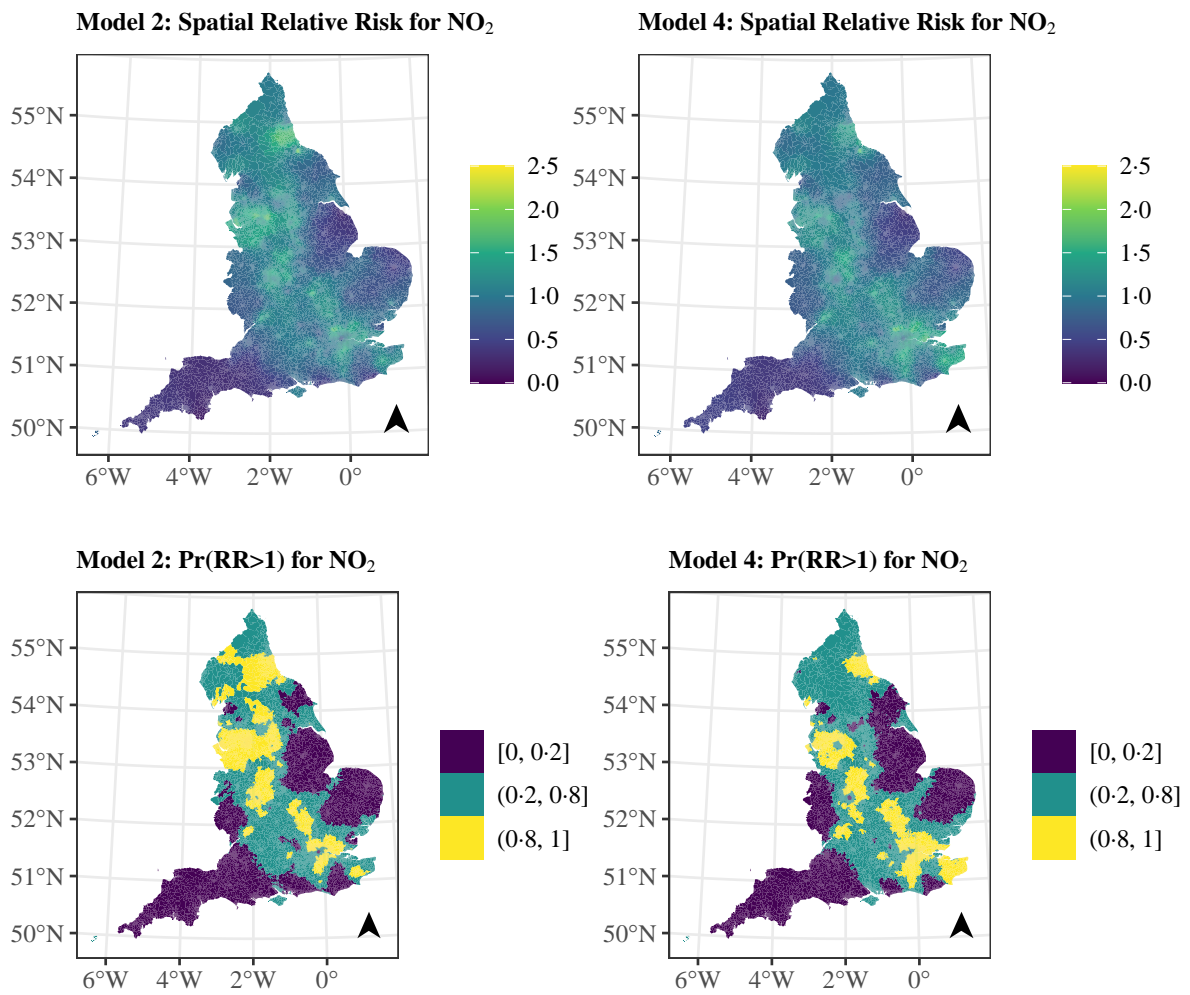 Model 2: Spatial Relative Risk for NO₂
Model 4: Spatial Relative Risk for NO₂
55°N
54°N
53°N
52°N
51°N
50°N
6°W 4°W 2°W 0°
2·5
2·0
1·5
1·0
0·5
0·0
55°N
54°N
53°N
52°N
51°N
50°N
6°W 4°W 2°W 0°
2·5
2·0
1·5
1·0
0·5
0·0
Model 2: Pr(RR>1) for NO₂
Model 4: Pr(RR>1) for NO₂
55°N
54°N
53°N
52°N
51°N
50°N
6°W 4°W 2°W 0°
[0, 0·2]
(0·2, 0·8]
(0·8, 1]
55°N
54°N
53°N
52°N
51°N
50°N
6°W 4°W 2°W 0°
[0, 0·2]
(0·2, 0·8]
(0·8, 1]